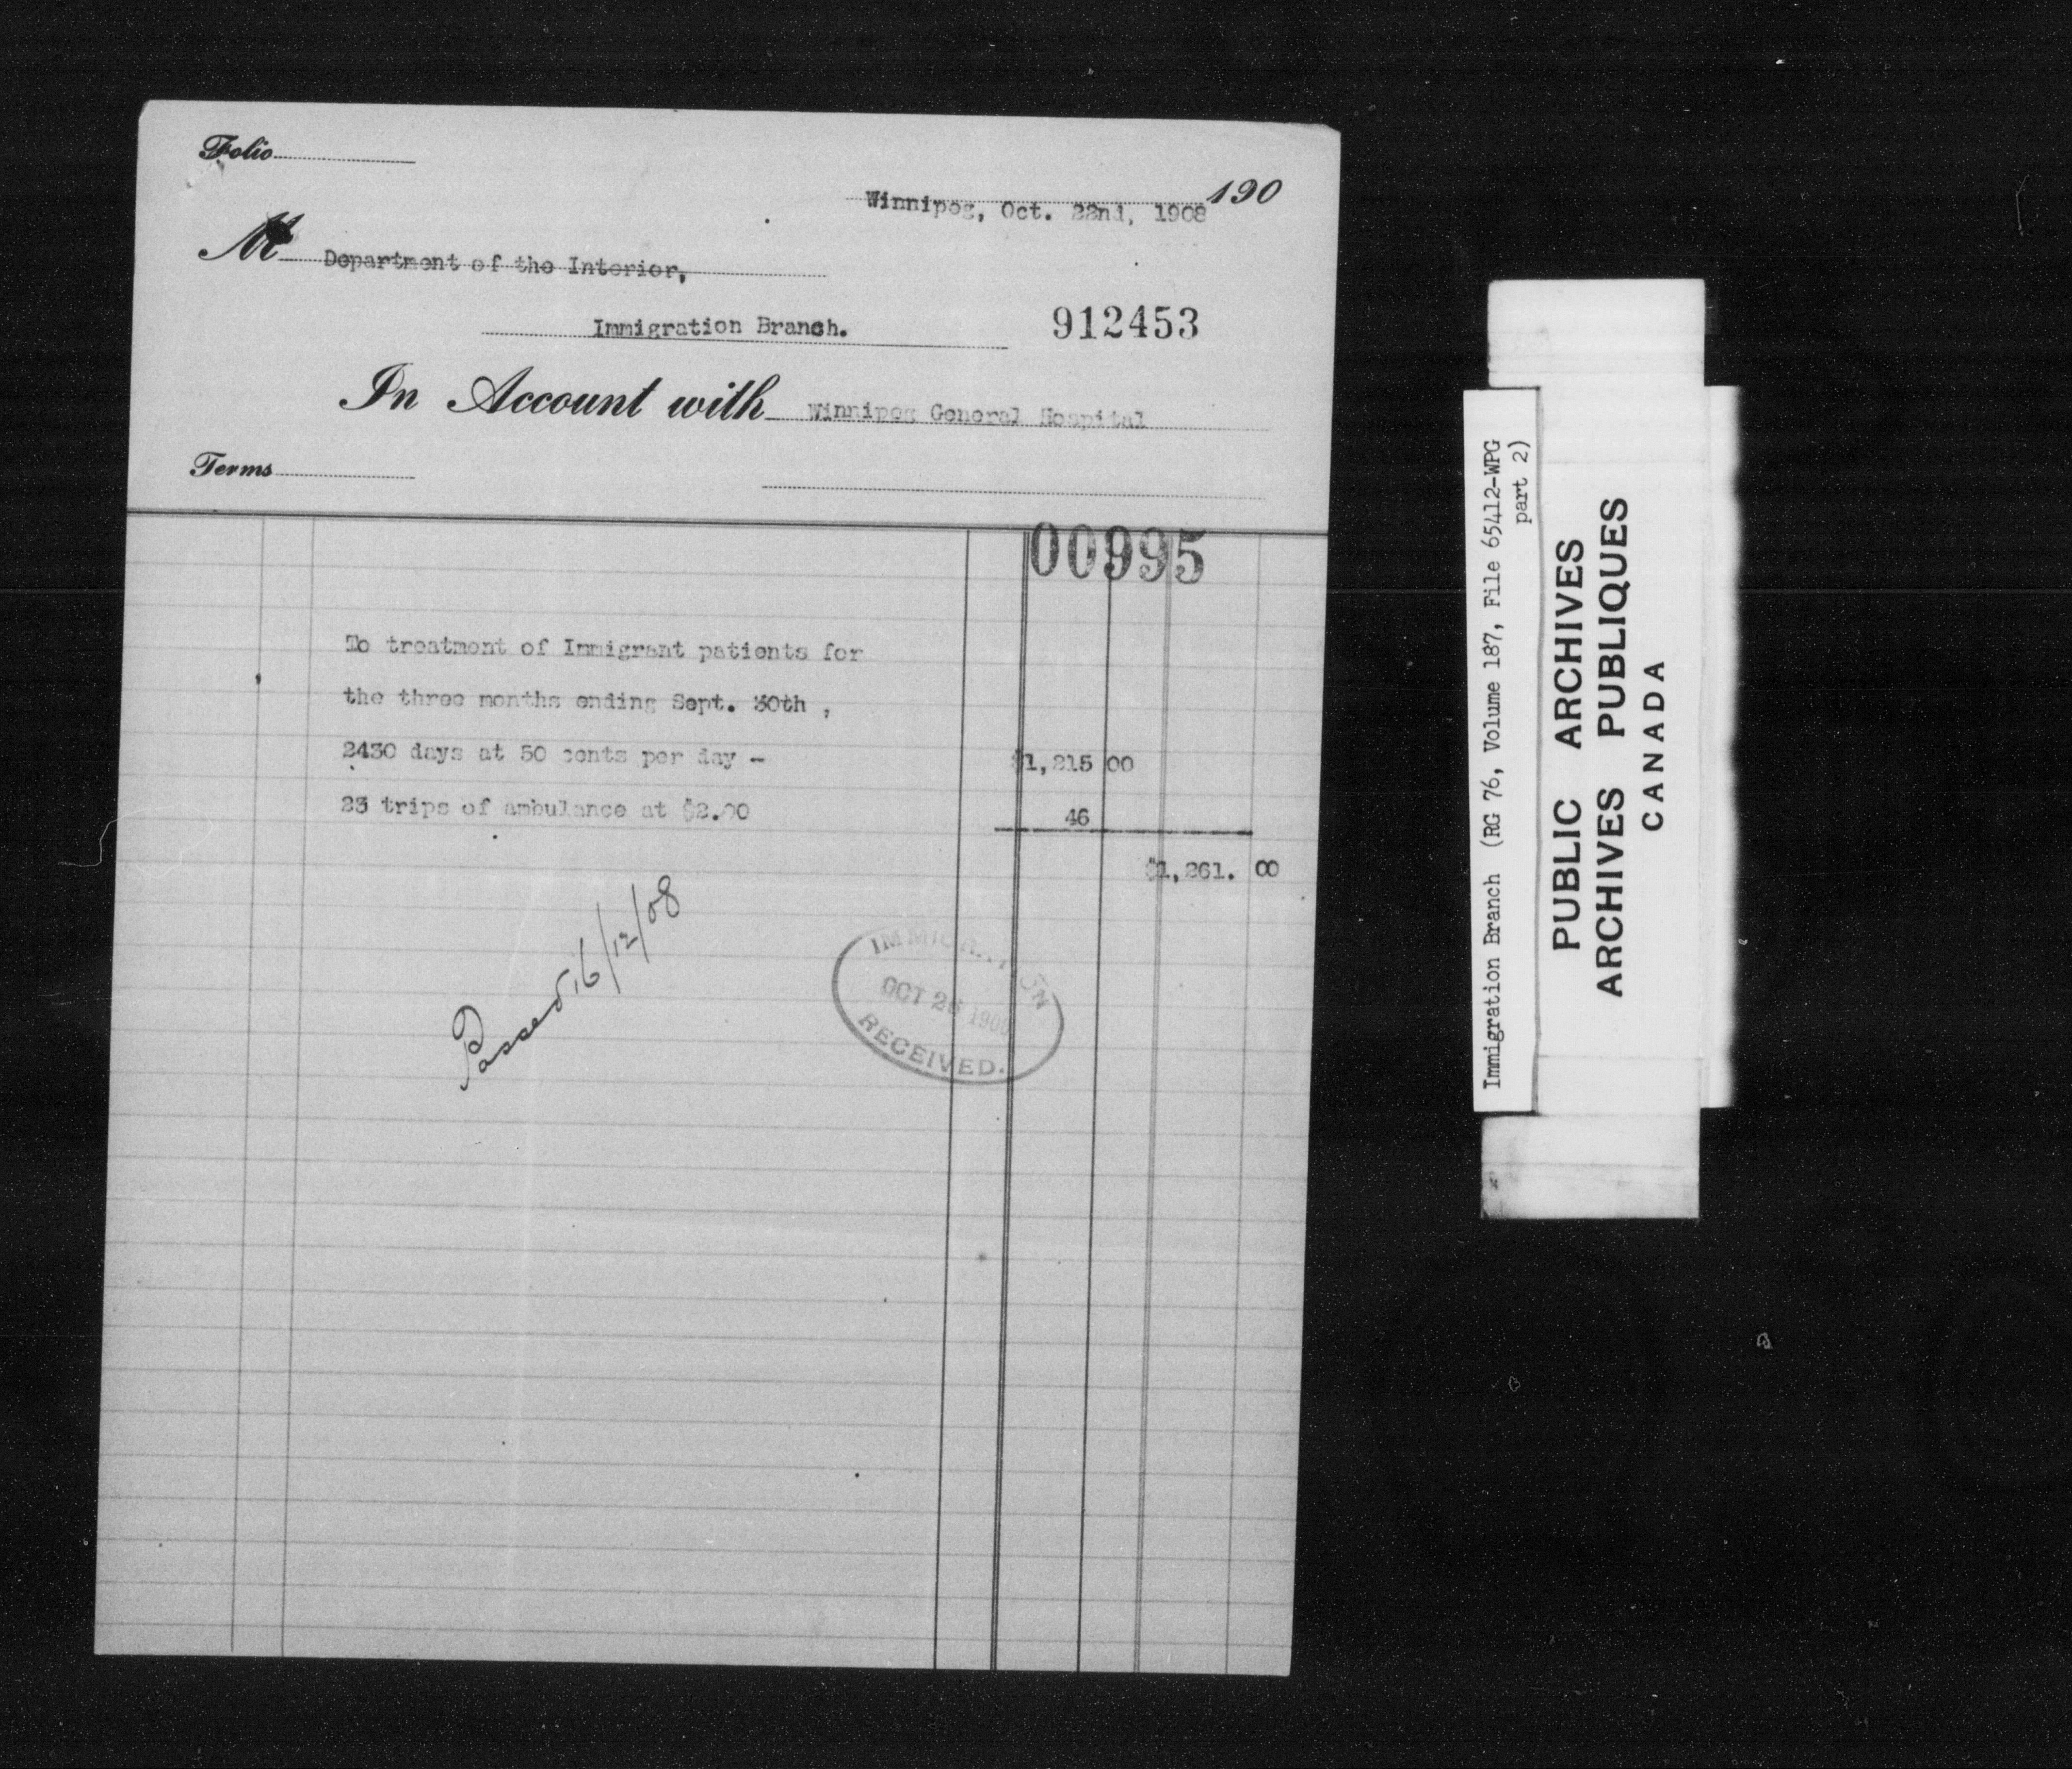 Folio
Winnipeg, Oct. 22nd, 1908 190
M Department of the Interior,
Immigration Branch.
912453
In Account with Winnipeg General Hospital
Terms
00995
To treatment of Immigrant patients for
the three months ending Sept. 30th ,
2430 days at 50 cents per day - $1,215 00
23 trips of ambulance at $2.00 46
$1,261. 00
Passed 16/12/08
IMMIGRATION
OCT 26 190
RECEIVED.
Immigration Branch (RG 76, Volume 187, File 65412-WPG
part 2)
PUBLIC ARCHIVES
ARCHIVES PUBLIQUES
CANADA